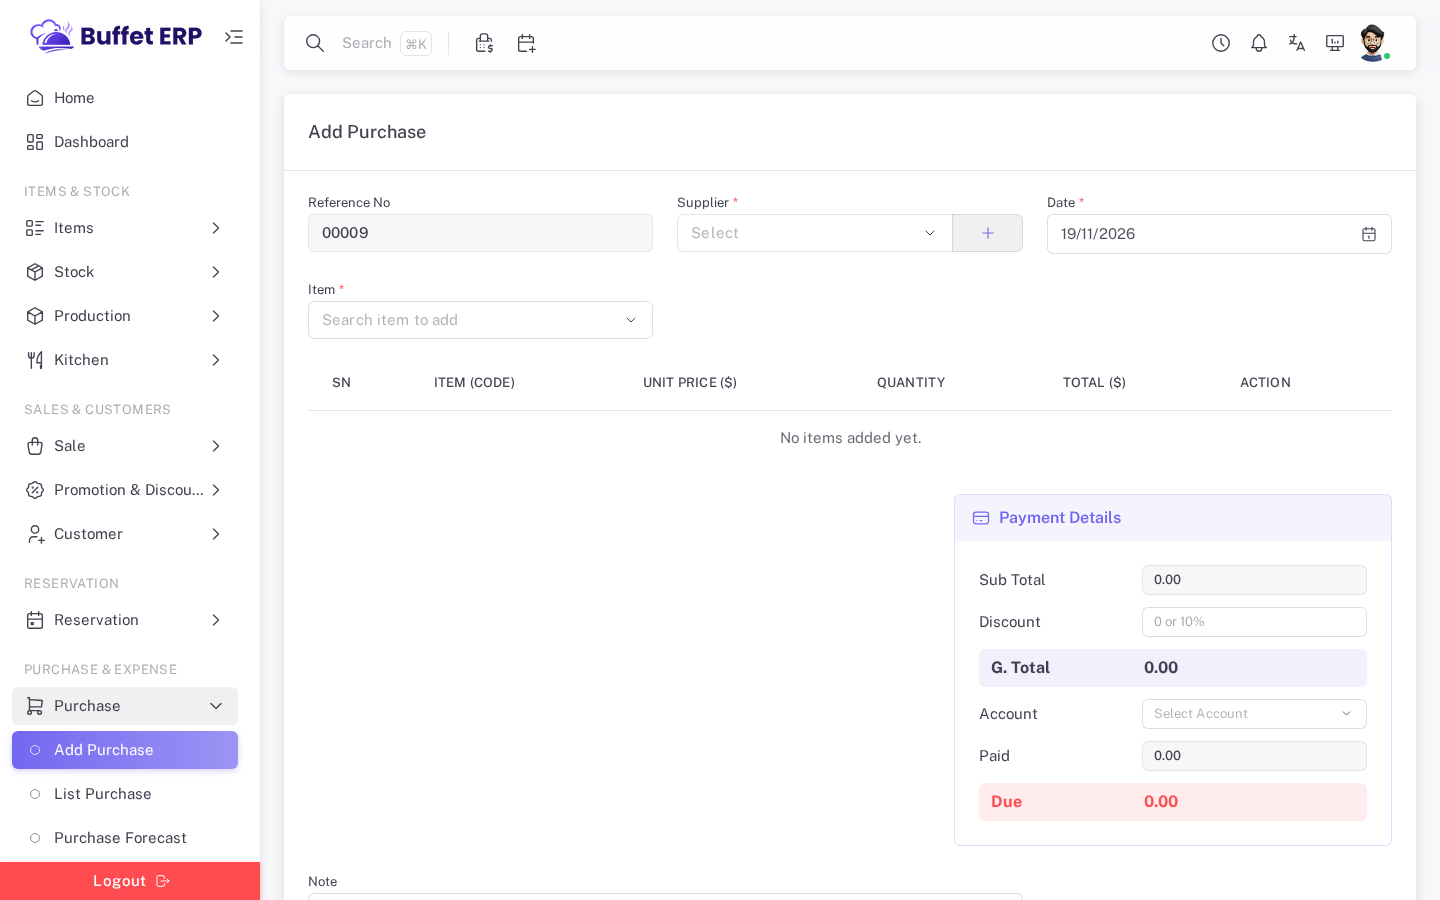 Buffet ERP
Search ⌘K
Home
Dashboard
ITEMS & STOCK
Items
Stock
Production
Kitchen
SALES & CUSTOMERS
Sale
Promotion & Discou...
Customer
RESERVATION
Reservation
PURCHASE & EXPENSE
Purchase
Add Purchase
List Purchase
Purchase Forecast
Logout
Add Purchase
Reference No
00009
Supplier *
Select
Date *
19/11/2026
Item *
Search item to add
SN ITEM (CODE) UNIT PRICE ($) QUANTITY TOTAL ($) ACTION
No items added yet.
Payment Details
Sub Total 0.00
Discount 0 or 10%
G. Total 0.00
Account Select Account
Paid 0.00
Due 0.00
Note